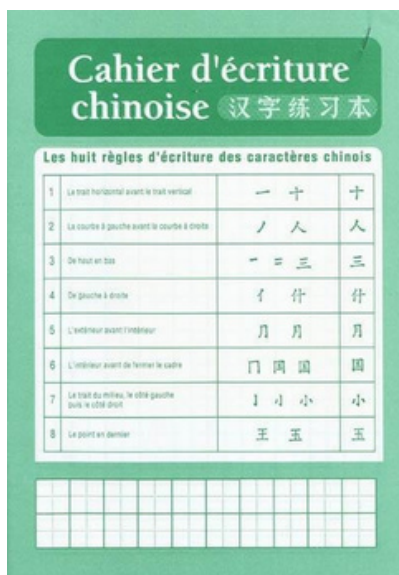 Cahier d'écriture
chinoise 汉字练习本
Les huit règles d'écriture des caractères chinois
1 Le trait horizontal avant le trait vertical 一 十 十
2 La courbe à gauche avant la courbe à droite 丿 人 人
3 De haut en bas 一 二 三 三
4 De gauche à droite 亻 什 什
5 L'extérieur avant l'intérieur 冂 月 月
6 L'intérieur avant de fermer le cadre 冂 国 国
7 Le trait du milieu, le côté gauche
puis le côté droit 亅 小 小
8 Le point en dernier 王 玉 玉